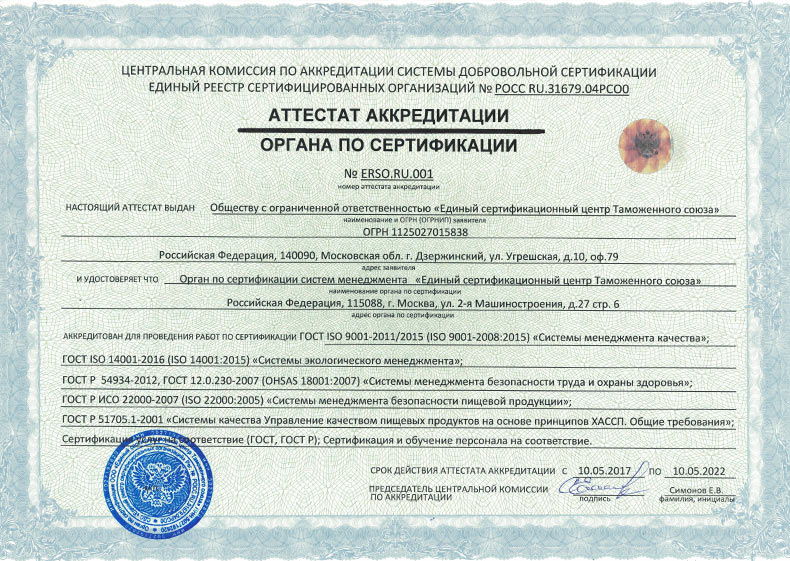 ЦЕНТРАЛЬНАЯ КОМИССИЯ ПО АККРЕДИТАЦИИ СИСТЕМЫ ДОБРОВОЛЬНОЙ СЕРТИФИКАЦИИ
ЕДИНЫЙ РЕЕСТР СЕРТИФИЦИРОВАННЫХ ОРГАНИЗАЦИЙ № РОСС RU.31679.04РСО0
АТТЕСТАТ АККРЕДИТАЦИИ
ОРГАНА ПО СЕРТИФИКАЦИИ
№ ERSO.RU.001
номер аттестата аккредитации
НАСТОЯЩИЙ АТТЕСТАТ ВЫДАН Обществу с ограниченной ответственностью «Единый сертификационный центр Таможенного союза»
наименование и ОГРН (ОГРНИП) заявителя
ОГРН 1125027015838
Российская Федерация, 140090, Московская обл. г. Дзержинский, ул. Угрешская, д.10, оф.79
адрес заявителя
И УДОСТОВЕРЯЕТ ЧТО Орган по сертификации систем менеджмента «Единый сертификационный центр Таможенного союза»
наименование органа по сертификации
Российская Федерация, 115088, г. Москва, ул. 2-я Машиностроения, д.27 стр. 6
адрес органа по сертификации
АККРЕДИТОВАН ДЛЯ ПРОВЕДЕНИЯ РАБОТ ПО СЕРТИФИКАЦИИ ГОСТ ISO 9001-2011/2015 (ISO 9001-2008:2015) «Системы менеджмента качества»;
ГОСТ ISO 14001-2016 (ISO 14001:2015) «Системы экологического менеджмента»;
ГОСТ Р 54934-2012, ГОСТ 12.0.230-2007 (OHSAS 18001:2007) «Системы менеджмента безопасности труда и охраны здоровья»;
ГОСТ Р ИСО 22000-2007 (ISO 22000:2005) «Системы менеджмента безопасности пищевой продукции»;
ГОСТ Р 51705.1-2001 «Системы качества Управление качеством пищевых продуктов на основе принципов ХАССП. Общие требования»;
Сертификация услуг на соответствие (ГОСТ, ГОСТ Р); Сертификация и обучение персонала на соответствие.
СРОК ДЕЙСТВИЯ АТТЕСТАТА АККРЕДИТАЦИИ С 10.05.2017 ПО 10.05.2022
ПРЕДСЕДАТЕЛЬ ЦЕНТРАЛЬНОЙ КОМИССИИ
ПО АККРЕДИТАЦИИ
Симонов Е.В.
подпись фамилия, инициалы